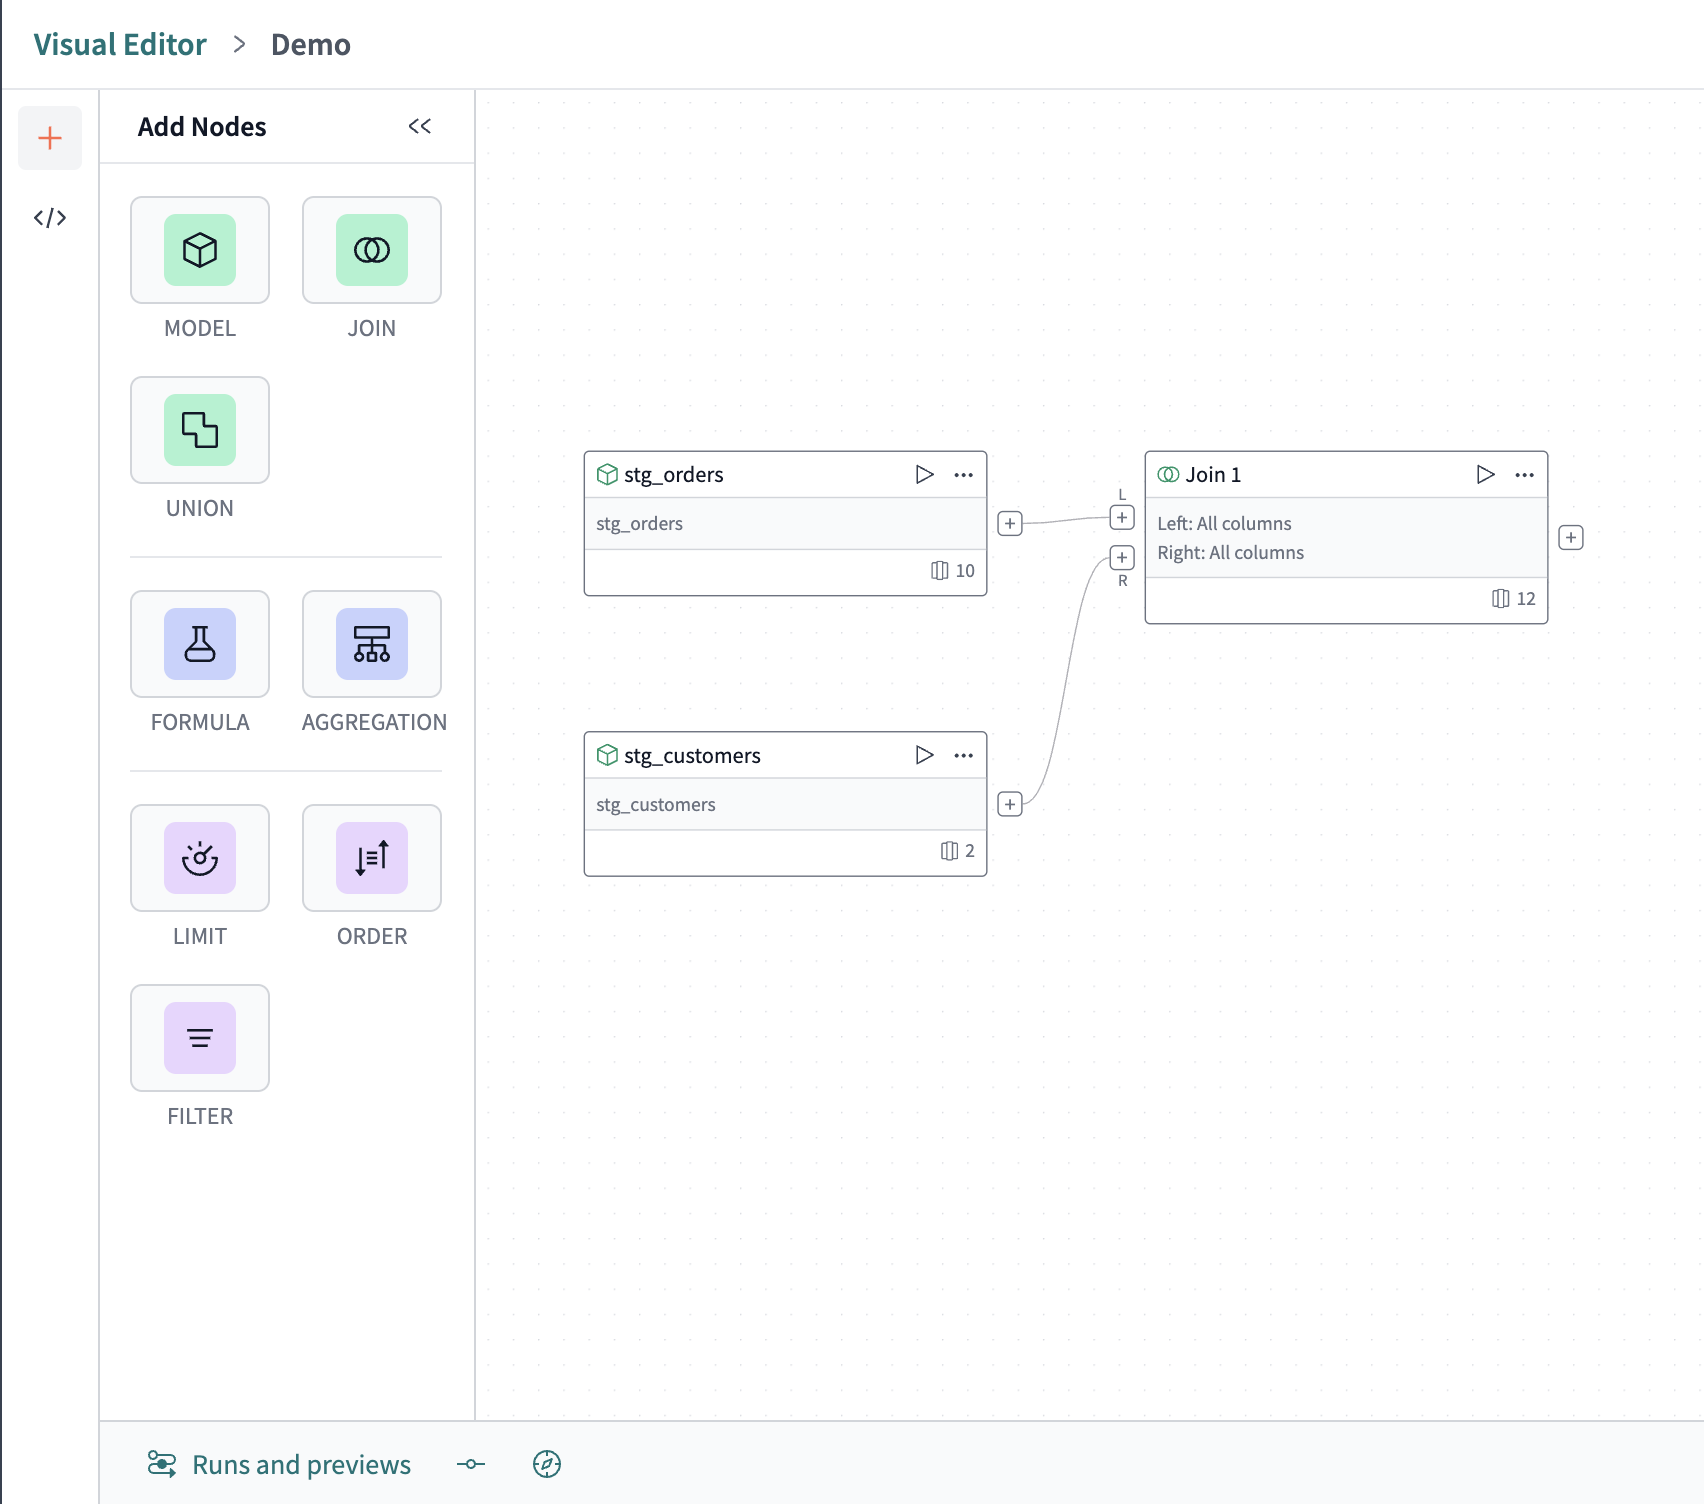 Visual Editor > Demo
Add Nodes
MODEL JOIN
UNION
FORMULA AGGREGATION
LIMIT ORDER
FILTER
stg_orders
stg_orders
10
stg_customers
stg_customers
2
L
R
Join 1
Left: All columns
Right: All columns
12
Runs and previews